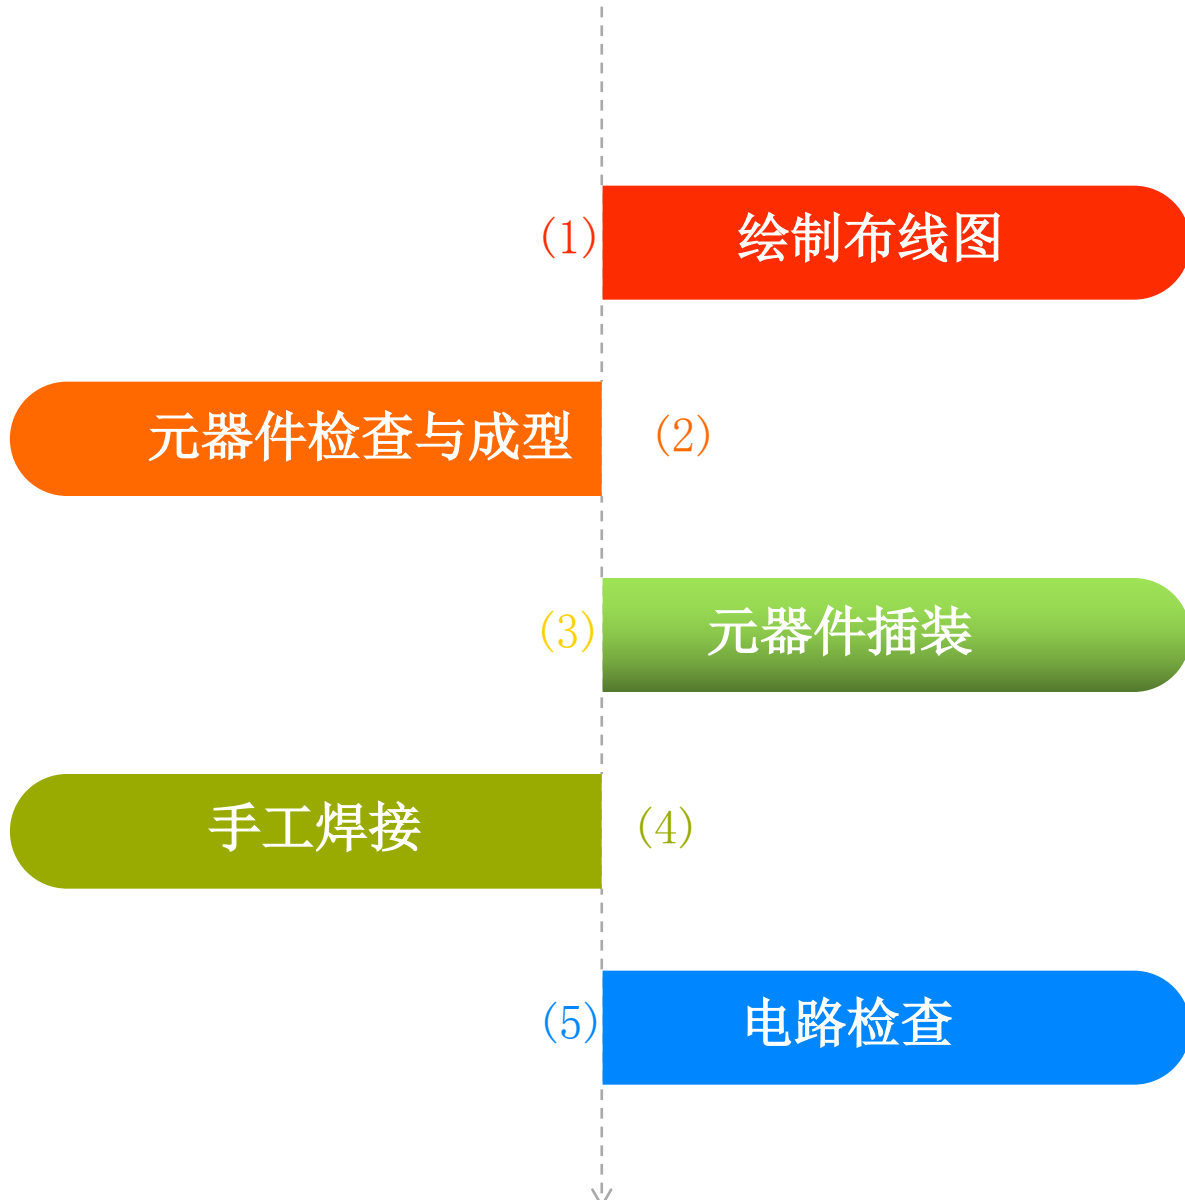 (1) 绘制布线图
元器件检查与成型 (2)
(3) 元器件插装
手工焊接 (4)
(5) 电路检查